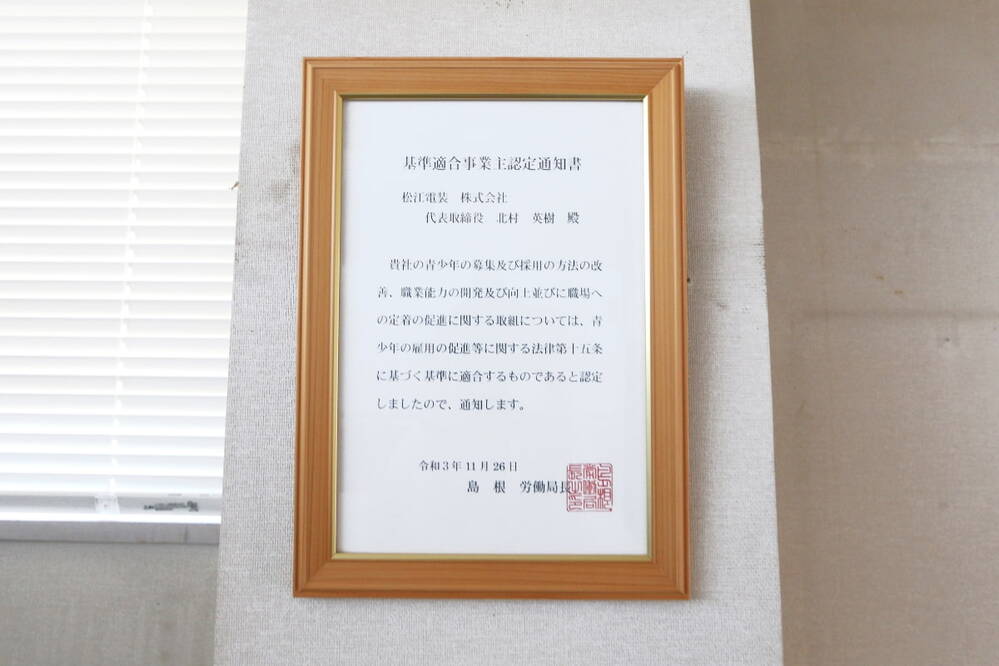 基準適合事業主認定通知書
松江電装 株式会社
代表取締役 北村 英樹 殿
貴社の青少年の募集及び採用の方法の改
善、職業能力の開発及び向上並びに職場へ
の定着の促進に関する取組については、青
少年の雇用の促進等に関する法律第十五条
に基づく基準に適合するものであると認定
しましたので、通知します。
令和3年11月26日
島 根 労働局長